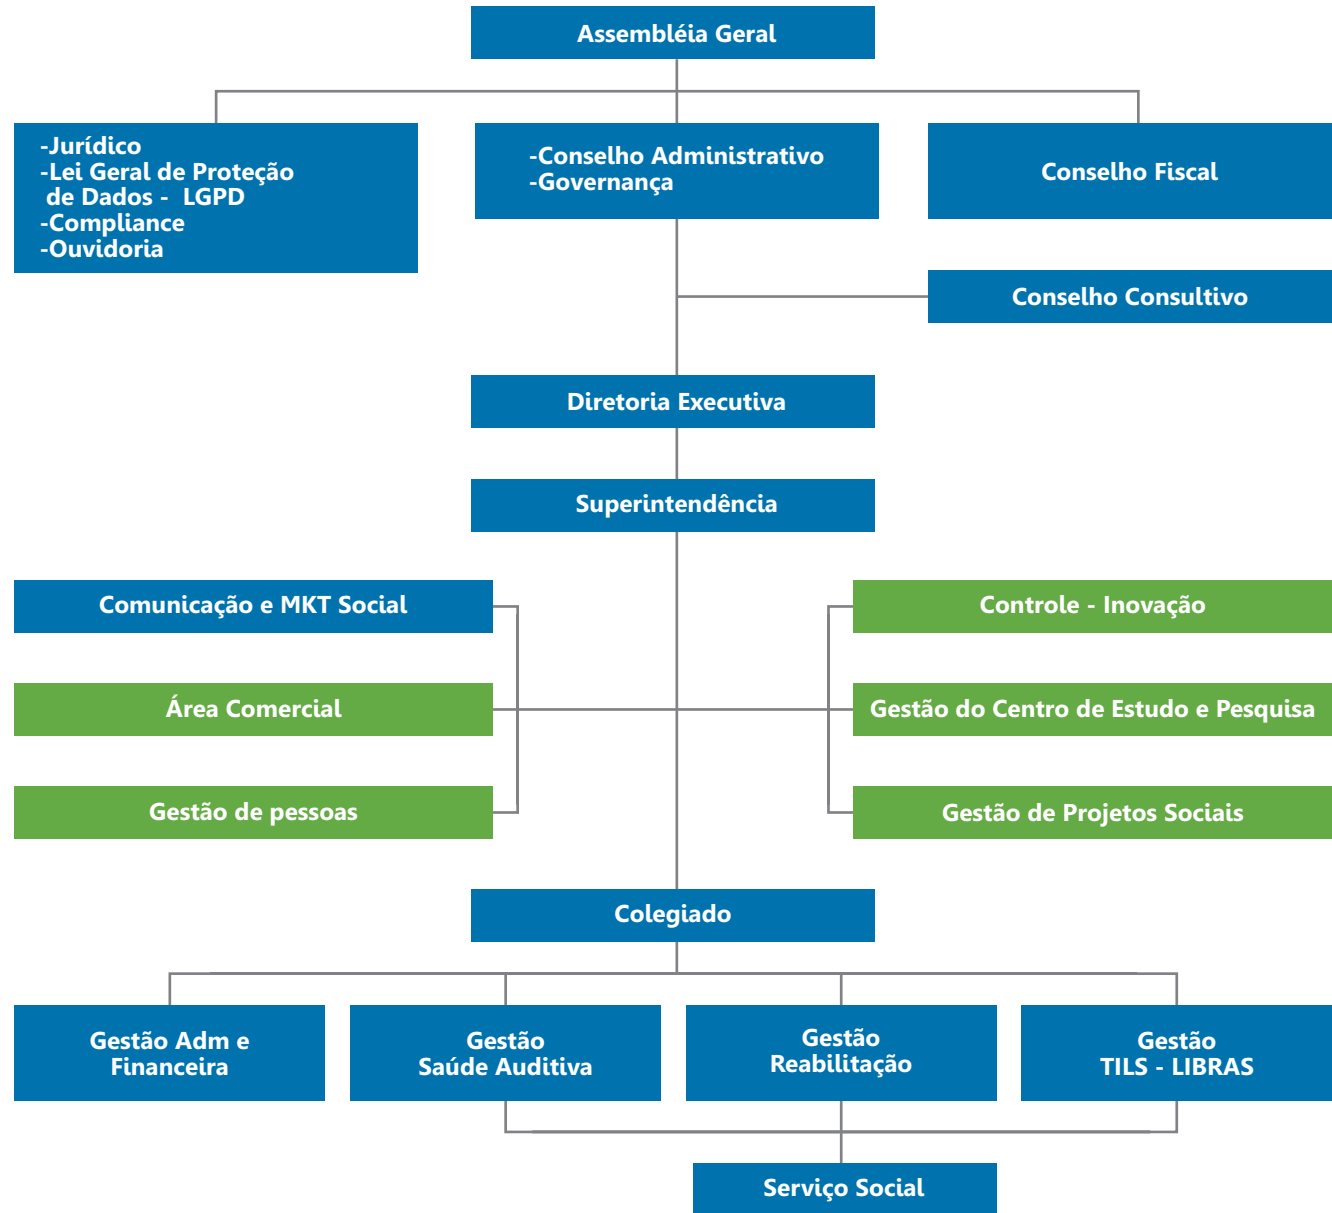 Assembléia Geral
-Jurídico
-Lei Geral de Proteção
de Dados - LGPD
-Compliance
-Ouvidoria
-Conselho Administrativo
-Governança
Conselho Fiscal
Conselho Consultivo
Diretoria Executiva
Superintendência
Comunicação e MKT Social
Controle - Inovação
Área Comercial
Gestão do Centro de Estudo e Pesquisa
Gestão de pessoas
Gestão de Projetos Sociais
Colegiado
Gestão Adm e
Financeira
Gestão
Saúde Auditiva
Gestão
Reabilitação
Gestão
TILS - LIBRAS
Serviço Social